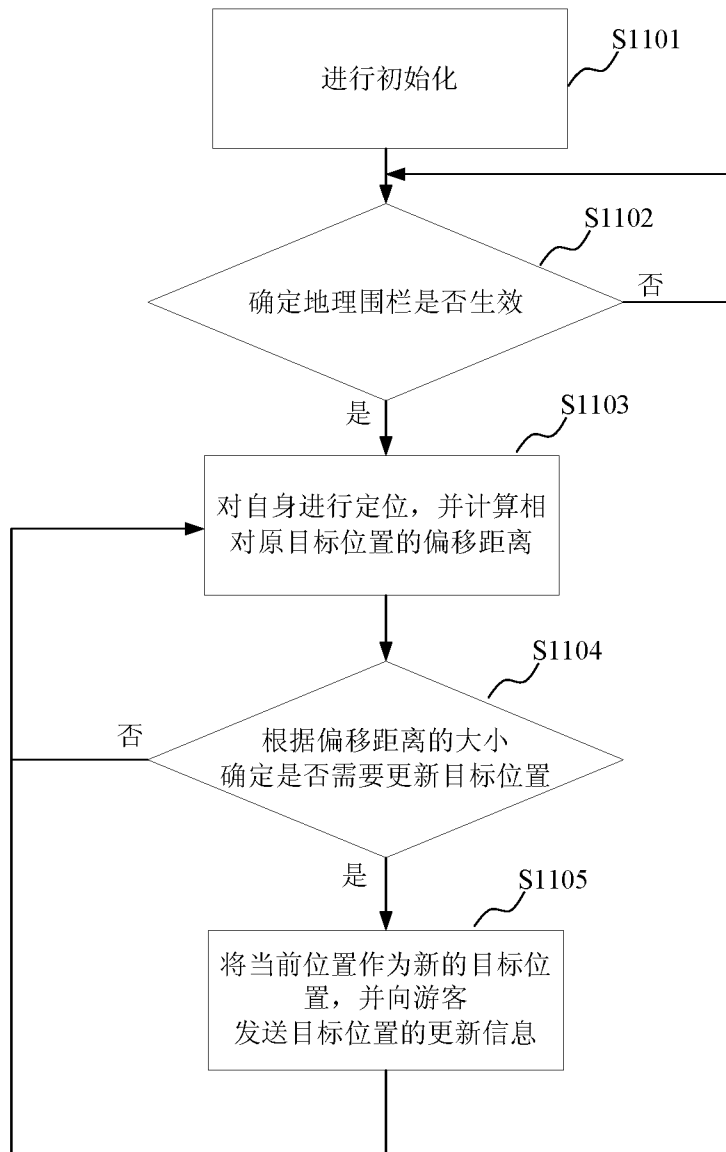 S1101
进行初始化
S1102
确定地理围栏是否生效
否
是
S1103
对自身进行定位，并计算相
对原目标位置的偏移距离
S1104
否
根据偏移距离的大小
确定是否需要更新目标位置
是
S1105
将当前位置作为新的目标位
置，并向游客
发送目标位置的更新信息